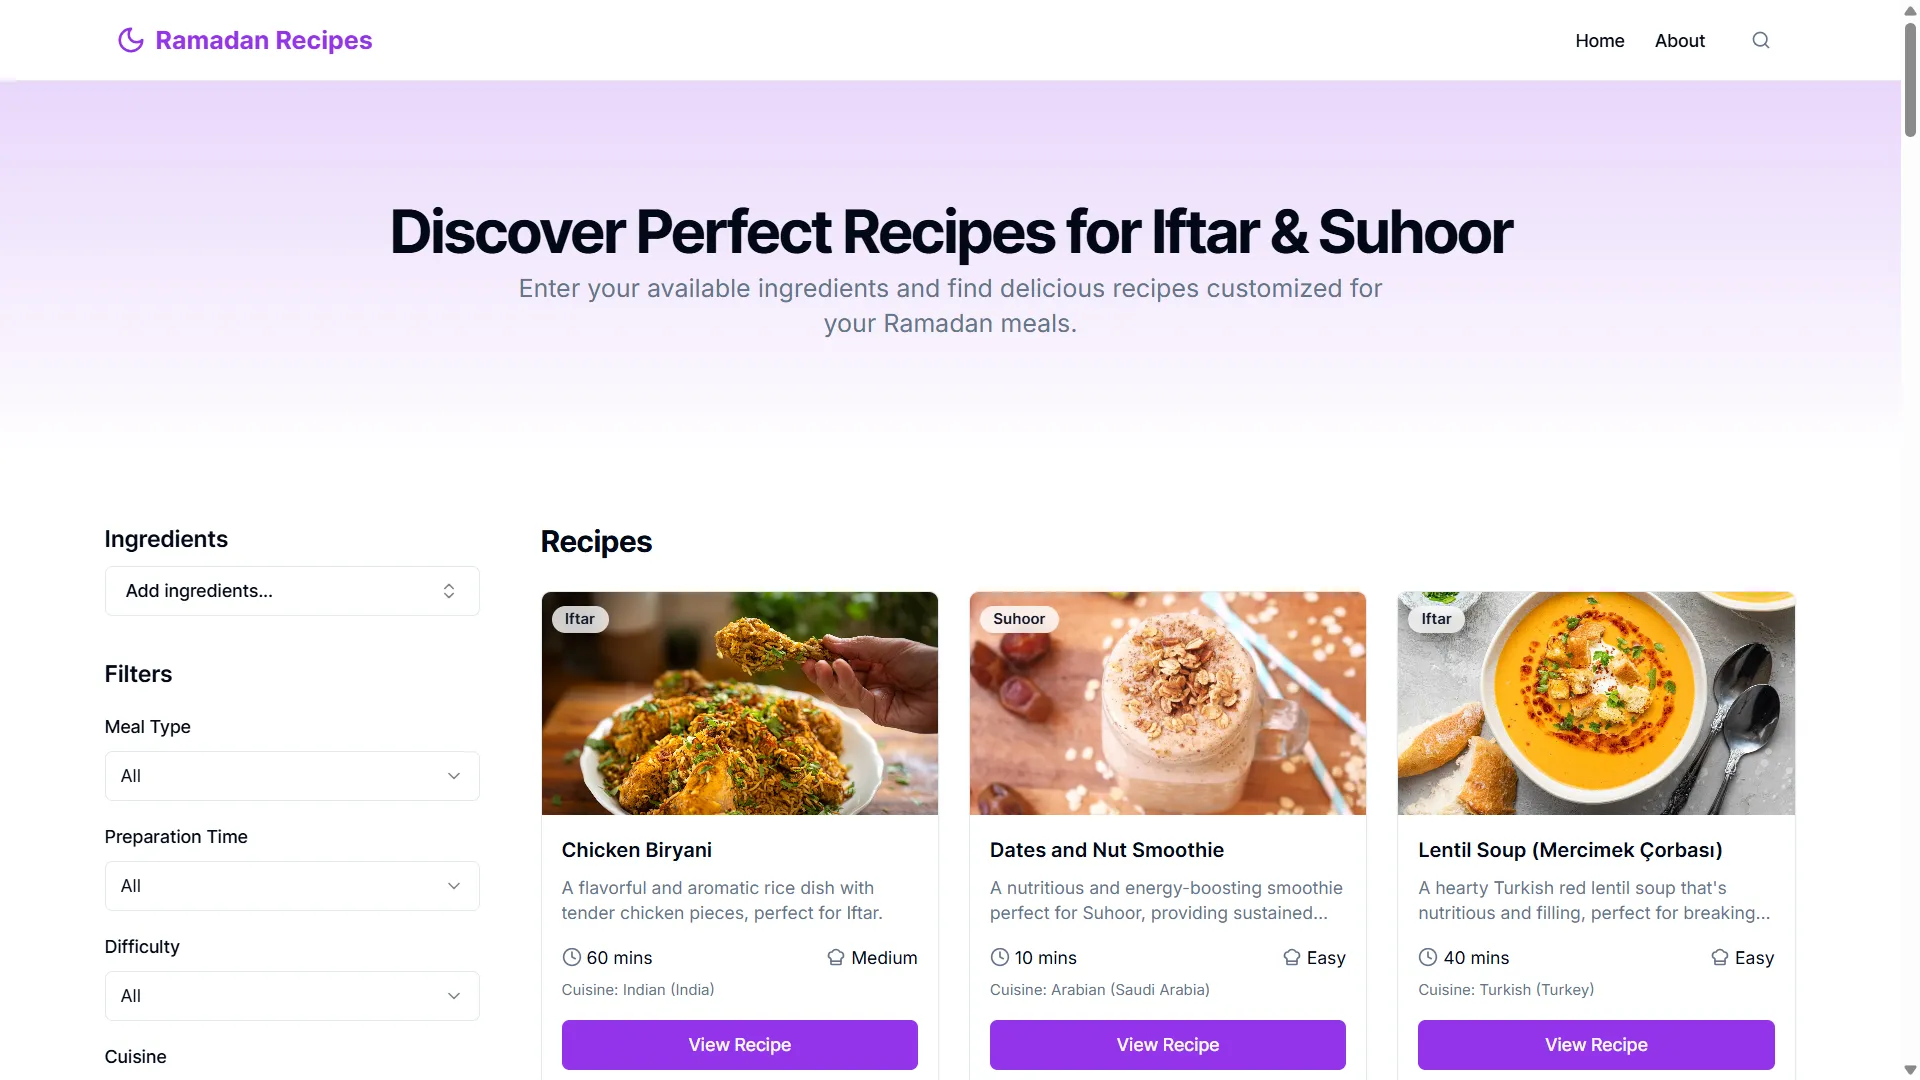 Ramadan Recipes
Home
About
Discover Perfect Recipes for Iftar & Suhoor
Enter your available ingredients and find delicious recipes customized for
your Ramadan meals.
Ingredients
Add ingredients...
Filters
Meal Type
All
Preparation Time
All
Difficulty
All
Cuisine
Recipes
Iftar
Chicken Biryani
A flavorful and aromatic rice dish with
tender chicken pieces, perfect for Iftar.
60 mins
Medium
Cuisine: Indian (India)
View Recipe
Suhoor
Dates and Nut Smoothie
A nutritious and energy-boosting smoothie
perfect for Suhoor, providing sustained...
10 mins
Easy
Cuisine: Arabian (Saudi Arabia)
View Recipe
Iftar
Lentil Soup (Mercimek Çorbası)
A hearty Turkish red lentil soup that's
nutritious and filling, perfect for breaking...
40 mins
Easy
Cuisine: Turkish (Turkey)
View Recipe